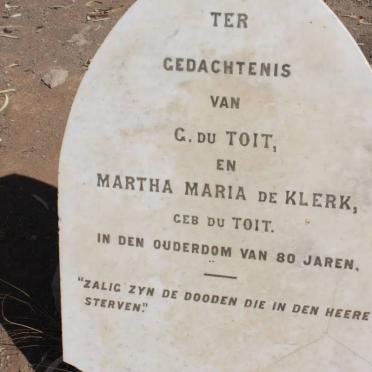 TER
GEDACHTENIS
VAN
G. DU TOIT,
EN
MARTHA MARIA DE KLERK,
GEB DU TOIT.
IN DEN OUDERDOM VAN 80 JAREN.
"ZALIG ZYN DE DOODEN DIE IN DEN HEERE
STERVEN."